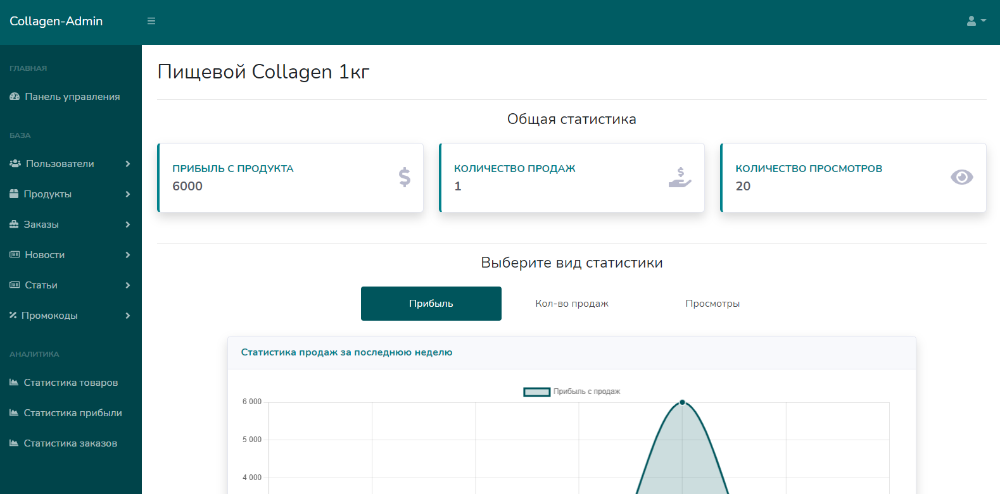 Collagen-Admin
ГЛАВНАЯ
Панель управления
БАЗА
Пользователи
Продукты
Заказы
Новости
Статьи
Промокоды
АНАЛИТИКА
Статистика товаров
Статистика прибыли
Статистика заказов
Пищевой Collagen 1кг
Общая статистика
ПРИБЫЛЬ С ПРОДУКТА
6000
КОЛИЧЕСТВО ПРОДАЖ
1
КОЛИЧЕСТВО ПРОСМОТРОВ
20
Выберите вид статистики
Прибыль Кол-во продаж Просмотры
Статистика продаж за последнюю неделю
Прибыль с продаж
6 000
5 000
4 000